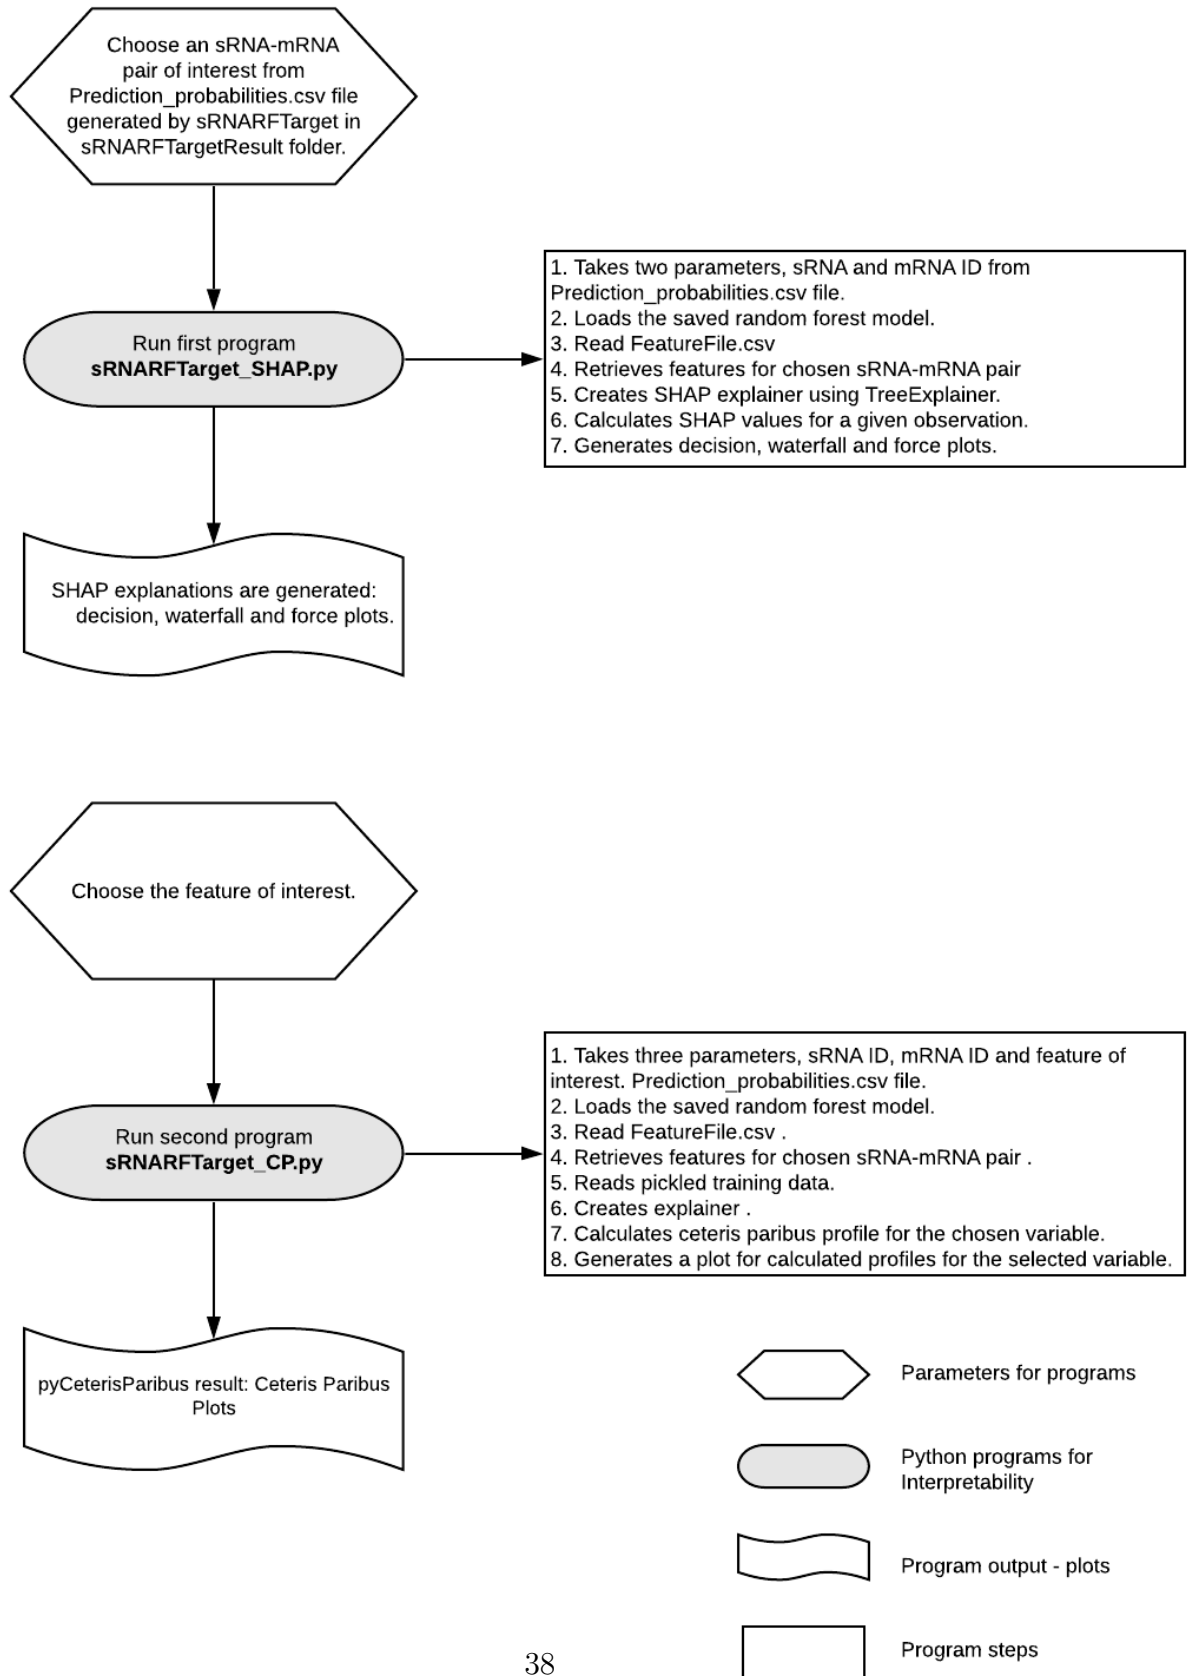 Choose an sRNA-mRNA
pair of interest from
Prediction_probabilities.csv file
generated by sRNARFTarget in
sRNARFTargetResult folder.
Run first program
sRNARFTarget_SHAP.py
1. Takes two parameters, sRNA and mRNA ID from
Prediction_probabilities.csv file.
2. Loads the saved random forest model.
3. Read FeatureFile.csv
4. Retrieves features for chosen sRNA-mRNA pair
5. Creates SHAP explainer using TreeExplainer.
6. Calculates SHAP values for a given observation.
7. Generates decision, waterfall and force plots.
SHAP explanations are generated:
decision, waterfall and force plots.
Choose the feature of interest.
Run second program
sRNARFTarget_CP.py
1. Takes three parameters, sRNA ID, mRNA ID and feature of
interest. Prediction_probabilities.csv file.
2. Loads the saved random forest model.
3. Read FeatureFile.csv .
4. Retrieves features for chosen sRNA-mRNA pair .
5. Reads pickled training data.
6. Creates explainer .
7. Calculates ceteris paribus profile for the chosen variable.
8. Generates a plot for calculated profiles for the selected variable.
pyCeterisParibus result: Ceteris Paribus
Plots
Parameters for programs
Python programs for
Interpretability
Program output - plots
Program steps
38